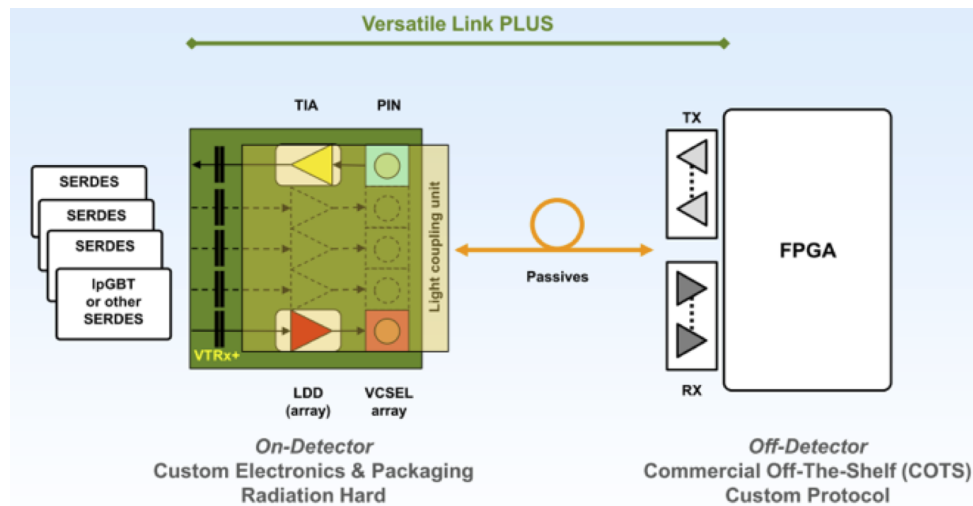 Versatile Link PLUS
TIA
PIN
TX
SERDES
SERDES
SERDES
lpGBT
or other
SERDES
VTRx+
Light coupling unit
Passives
FPGA
LDD
(array)
VCSEL
array
RX
On-Detector
Custom Electronics & Packaging
Radiation Hard
Off-Detector
Commercial Off-The-Shelf (COTS)
Custom Protocol